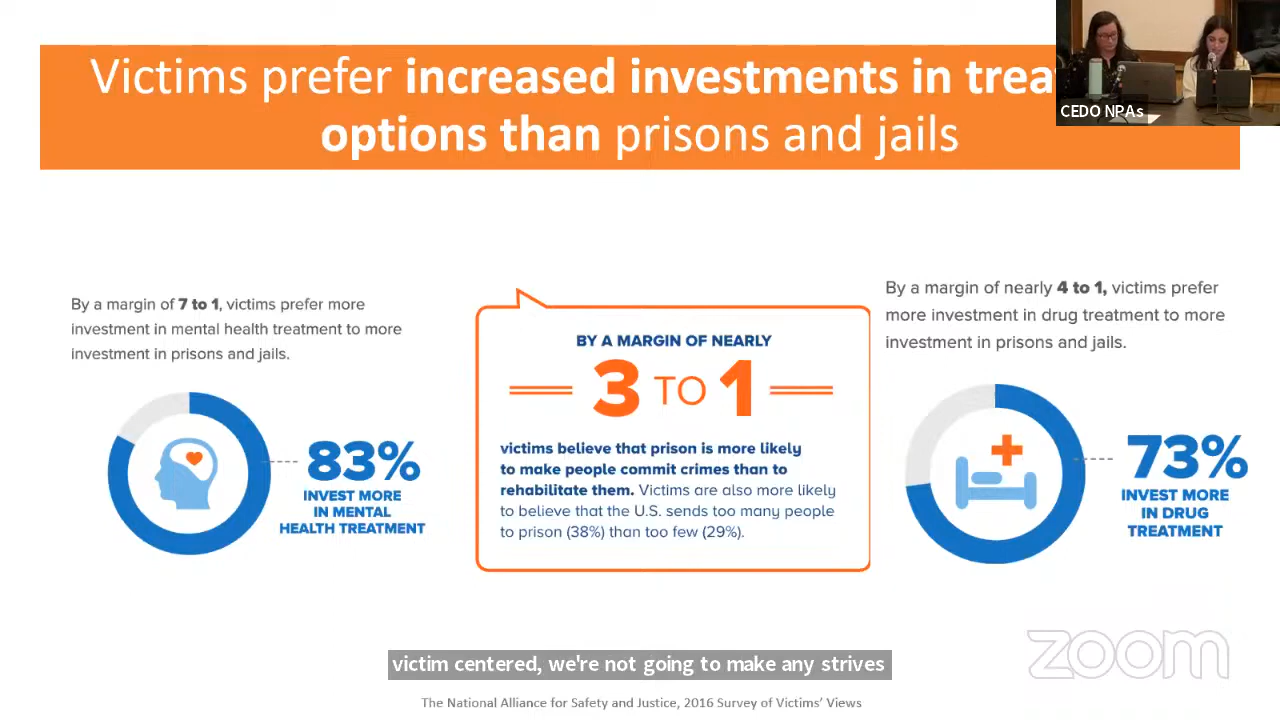 Victims prefer increased investments in trea
options than prisons and jails
CEDO NPAs
By a margin of 7 to 1, victims prefer more
investment in mental health treatment to more
investment in prisons and jails.
83%
INVEST MORE
IN MENTAL
HEALTH TREATMENT
BY A MARGIN OF NEARLY
3 TO 1
victims believe that prison is more likely
to make people commit crimes than to
rehabilitate them. Victims are also more likely
to believe that the U.S. sends too many people
to prison (38%) than too few (29%).
By a margin of nearly 4 to 1, victims prefer
more investment in drug treatment to more
investment in prisons and jails.
73%
INVEST MORE
IN DRUG
TREATMENT
zoom
victim centered, we're not going to make any strives
The National Alliance for Safety and Justice, 2016 Survey of Victims' Views